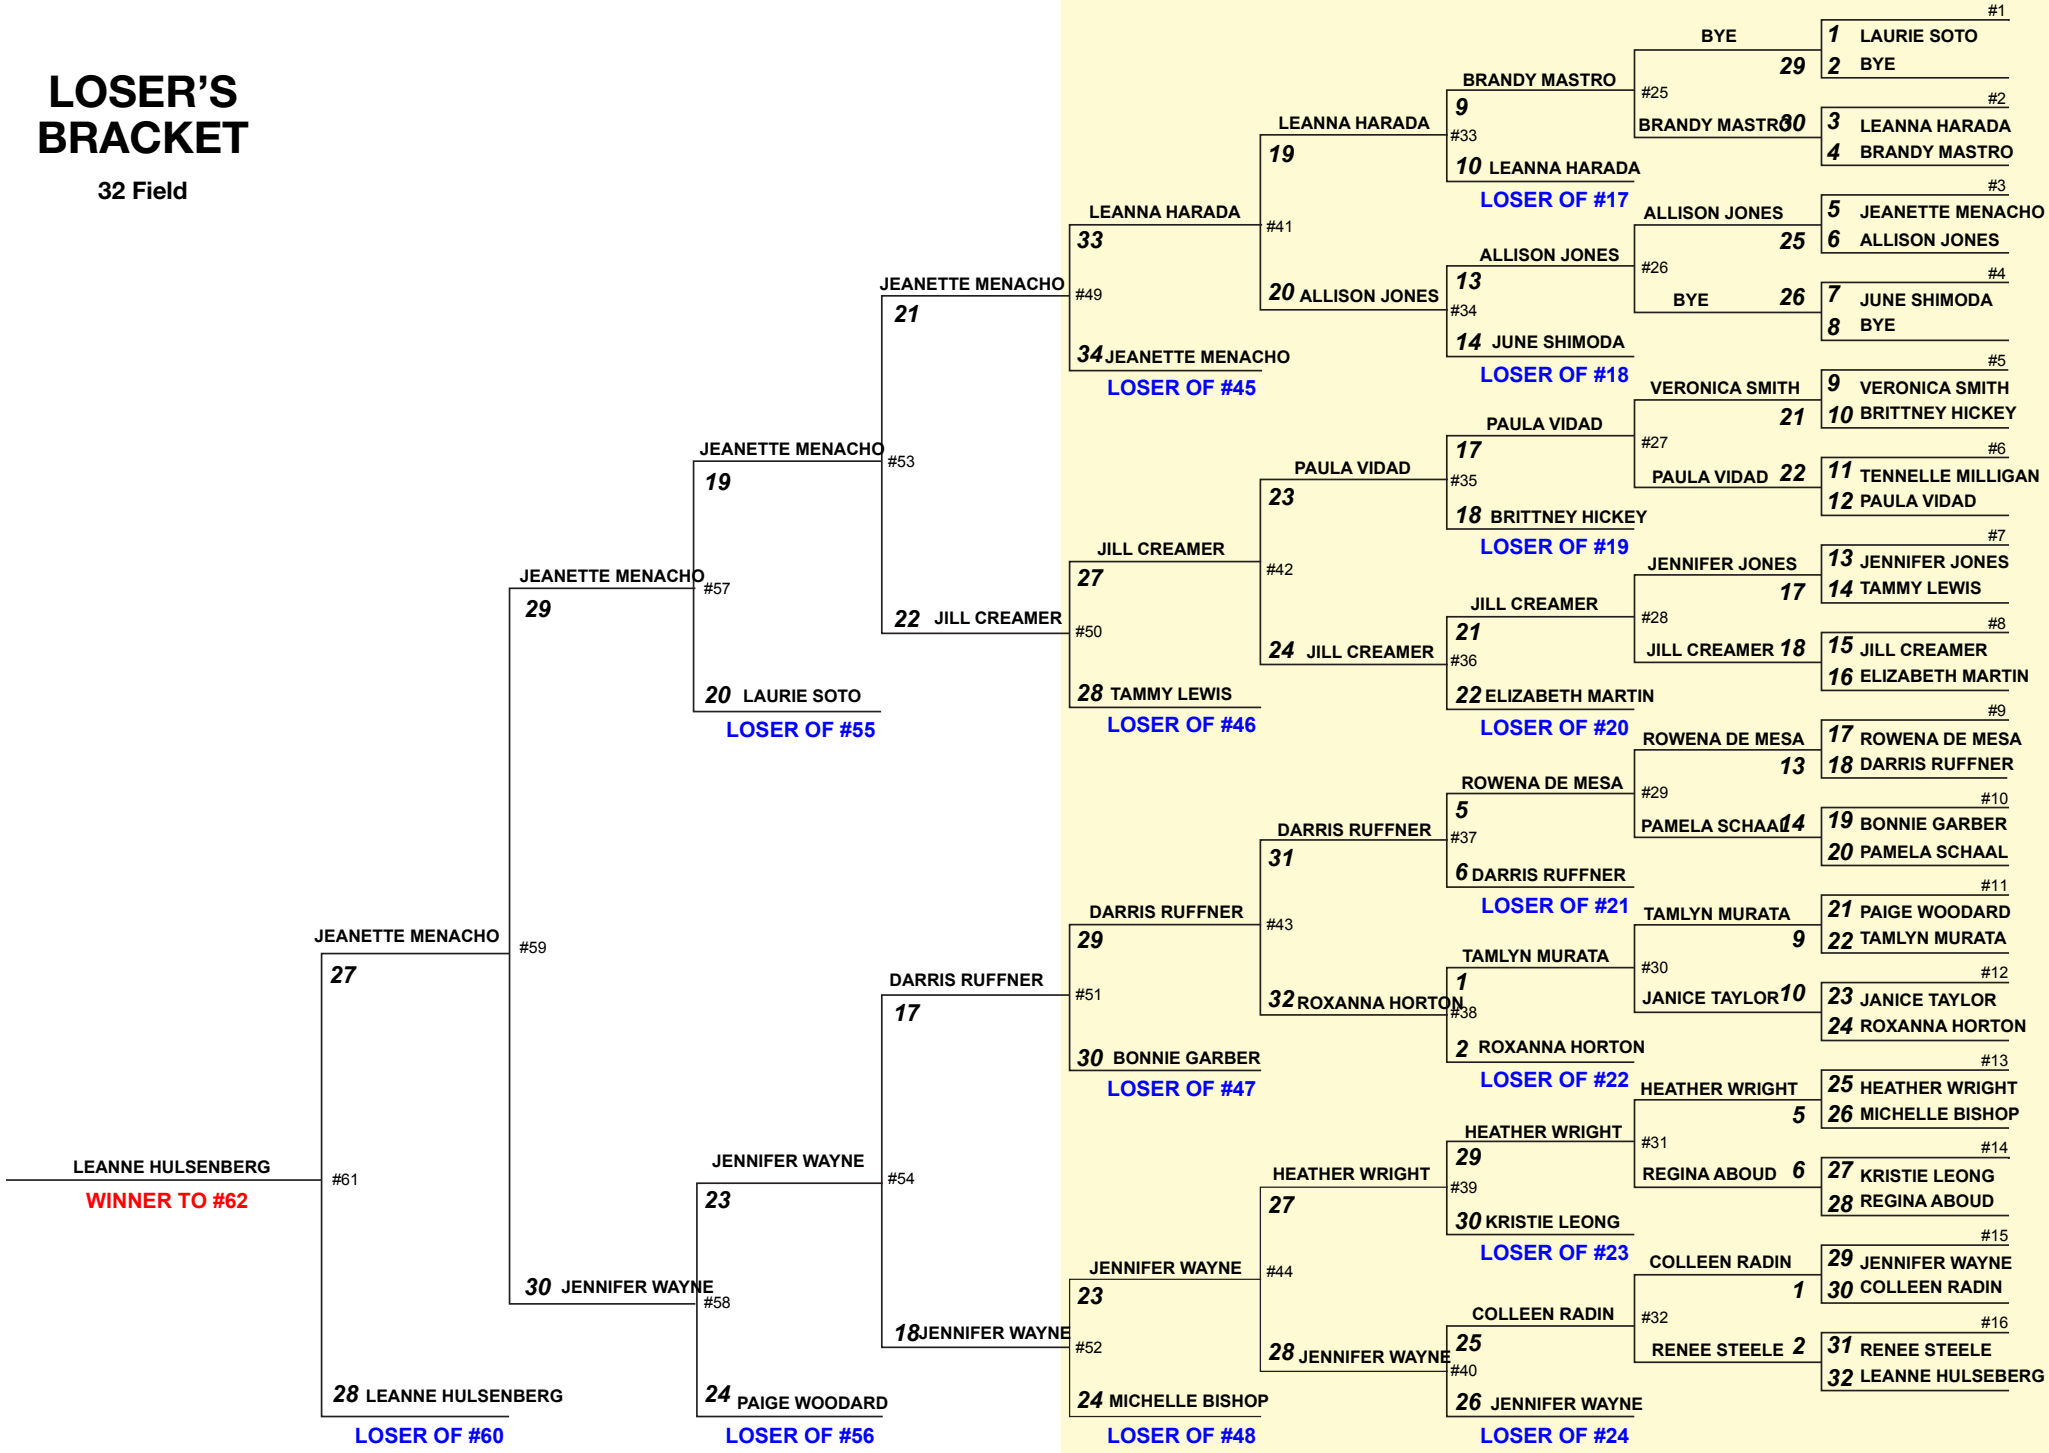 LOSER'S
BRACKET
32 Field
LEANNE HULSENBERG
WINNER TO #62
#61
JEANETTE MENACHO
27
28 LEANNE HULSENBERG
LOSER OF #60
#59
JEANETTE MENACHO
29
30 JENNIFER WAYNE
#57
#58
JEANETTE MENACHO
19
20 LAURIE SOTO
LOSER OF #55
JENNIFER WAYNE
23
24 PAIGE WOODARD
LOSER OF #56
#53
#54
JEANETTE MENACHO
21
22 JILL CREAMER
DARRIS RUFFNER
17
18 JENNIFER WAYNE
#49
#50
#51
#52
LEANNA HARADA
33
34 JEANETTE MENACHO
LOSER OF #45
JILL CREAMER
27
28 TAMMY LEWIS
LOSER OF #46
DARRIS RUFFNER
29
30 BONNIE GARBER
LOSER OF #47
JENNIFER WAYNE
23
24 MICHELLE BISHOP
LOSER OF #48
#41
#42
#43
#44
LEANNA HARADA
19
20 ALLISON JONES
PAULA VIDAD
23
24 JILL CREAMER
DARRIS RUFFNER
31
32 ROXANNA HORTON
HEATHER WRIGHT
27
28 JENNIFER WAYNE
#33
#34
#35
#36
#37
#38
#39
#40
BRANDY MASTRO
9
10 LEANNA HARADA
LOSER OF #17
ALLISON JONES
13
14 JUNE SHIMODA
LOSER OF #18
PAULA VIDAD
17
18 BRITTNEY HICKEY
LOSER OF #19
JILL CREAMER
21
22 ELIZABETH MARTIN
LOSER OF #20
ROWENA DE MESA
5
6 DARRIS RUFFNER
LOSER OF #21
TAMLYN MURATA
1
2 ROXANNA HORTON
LOSER OF #22
HEATHER WRIGHT
29
30 KRISTIE LEONG
LOSER OF #23
COLLEEN RADIN
25
26 JENNIFER WAYNE
LOSER OF #24
#25
#26
#27
#28
#29
#30
#31
#32
BYE
29
BRANDY MASTRO 30
ALLISON JONES
25
BYE 26
VERONICA SMITH
21
PAULA VIDAD 22
JENNIFER JONES
17
JILL CREAMER 18
ROWENA DE MESA
13
PAMELA SCHAAL 14
TAMLYN MURATA
9
JANICE TAYLOR 10
HEATHER WRIGHT
5
REGINA ABOUD 6
COLLEEN RADIN
1
RENEE STEELE 2
#1
1 LAURIE SOTO
2 BYE
#2
3 LEANNA HARADA
4 BRANDY MASTRO
#3
5 JEANETTE MENACHO
6 ALLISON JONES
#4
7 JUNE SHIMODA
8 BYE
#5
9 VERONICA SMITH
10 BRITTNEY HICKEY
#6
11 TENNELLE MILLIGAN
12 PAULA VIDAD
#7
13 JENNIFER JONES
14 TAMMY LEWIS
#8
15 JILL CREAMER
16 ELIZABETH MARTIN
#9
17 ROWENA DE MESA
18 DARRIS RUFFNER
#10
19 BONNIE GARBER
20 PAMELA SCHAAL
#11
21 PAIGE WOODARD
22 TAMLYN MURATA
#12
23 JANICE TAYLOR
24 ROXANNA HORTON
#13
25 HEATHER WRIGHT
26 MICHELLE BISHOP
#14
27 KRISTIE LEONG
28 REGINA ABOUD
#15
29 JENNIFER WAYNE
30 COLLEEN RADIN
#16
31 RENEE STEELE
32 LEANNE HULSEBERG